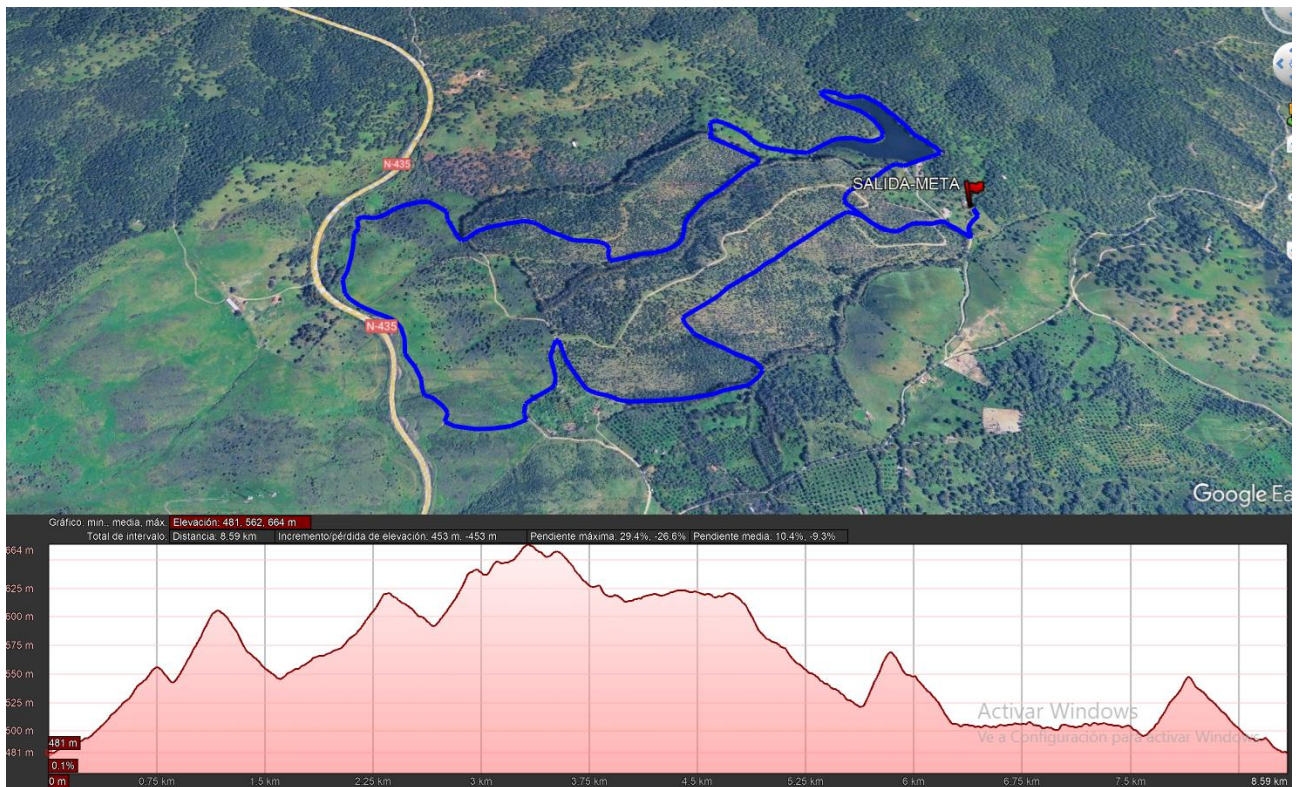 N-435
SALIDA-META
N-435
Google Ea
Gráfico: min., media, máx. Elevación: 481, 562, 664 m
Total de intervalo: Distancia: 8.59 km Incremento/pérdida de elevación: 453 m, -453 m Pendiente máxima: 29.4%, -26.6% Pendiente media: 10.4%, -9.3%
664 m
625 m
600 m
575 m
550 m
525 m
500 m
481 m
481 m
0.1%
Activar Windows
Ve a Configuración para activar Windows.
0 m 0.75 km 1.5 km 2.25 km 3 km 3.75 km 4.5 km 5.25 km 6 km 6.75 km 7.5 km 8.59 km